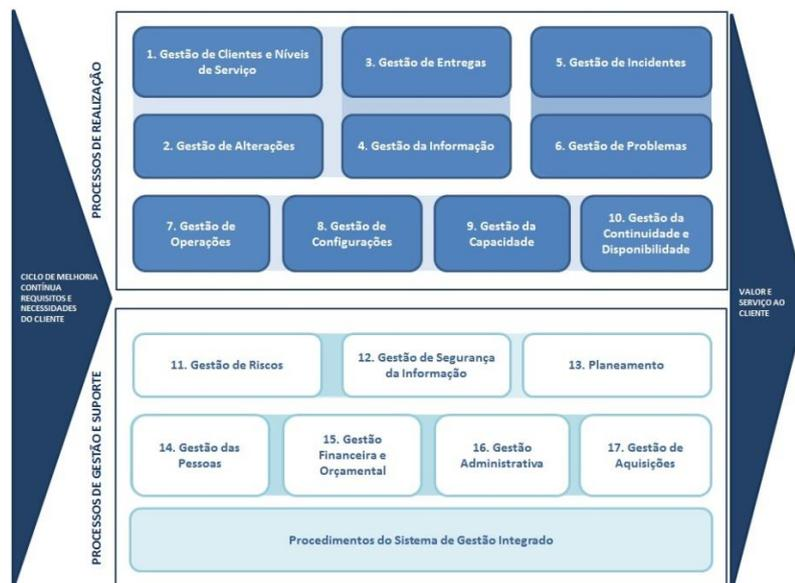 CICLO DE MELHORIA
CONTÍNUA
REQUISITOS E
NECESSIDADES
DO CLIENTE
PROCESSOS DE REALIZAÇÃO
1. Gestão de Clientes e Níveis
de Serviço
3. Gestão de Entregas
5. Gestão de Incidentes
2. Gestão de Alterações
4. Gestão da Informação
6. Gestão de Problemas
7. Gestão de
Operações
8. Gestão de
Configurações
9. Gestão da
Capacidade
10. Gestão da
Continuidade e
Disponibilidade
PROCESSOS DE GESTÃO E SUPORTE
11. Gestão de Riscos
12. Gestão de Segurança
da Informação
13. Planeamento
14. Gestão das
Pessoas
15. Gestão
Financeira e
Orçamental
16. Gestão
Administrativa
17. Gestão de
Aquisições
Procedimentos do Sistema de Gestão Integrado
VALOR E
SERVIÇO AO
CLIENTE